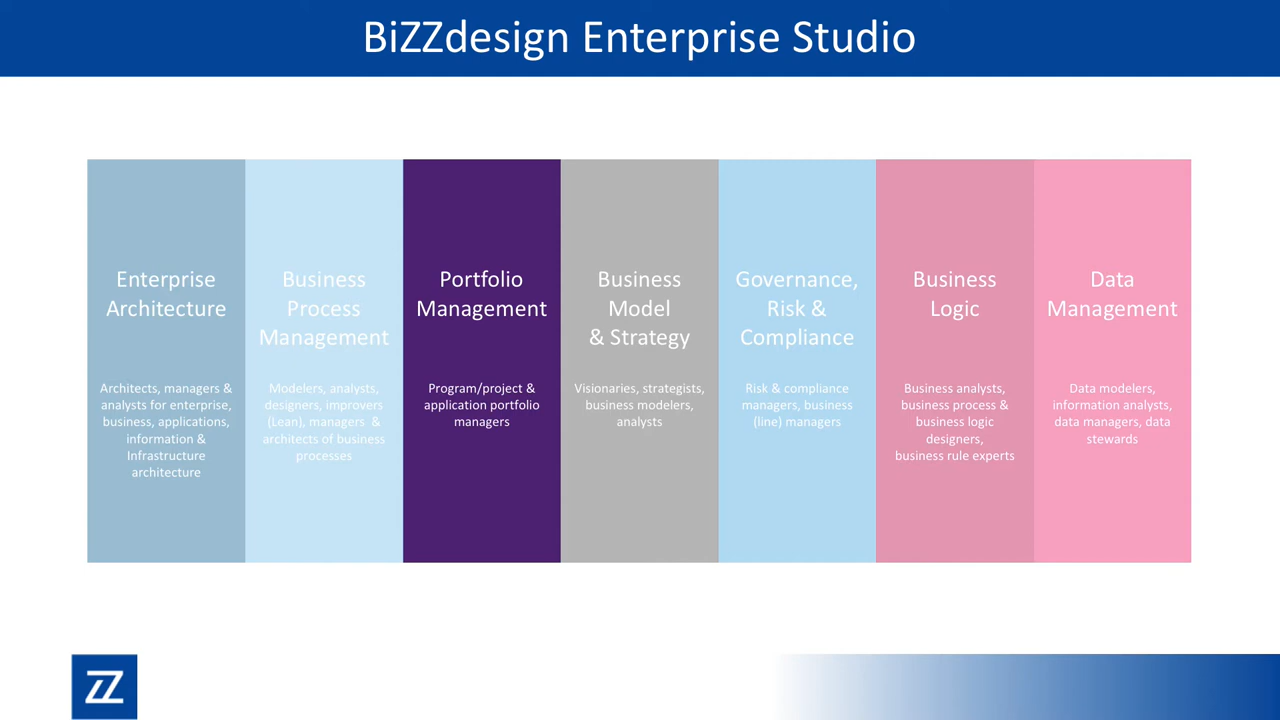 BiZZdesign Enterprise Studio
Enterprise
Architecture
Architects, managers &
analysts for enterprise,
business, applications,
information &
Infrastructure
architecture
Business
Process
Management
Modelers, analysts,
designers, improvers
(Lean), managers &
architects of business
processes
Portfolio
Management
Program/project &
application portfolio
managers
Business
Model
& Strategy
Visionaries, strategists,
business modelers,
analysts
Governance,
Risk &
Compliance
Risk & compliance
managers, business
(line) managers
Business
Logic
Business analysts,
business process &
business logic
designers,
business rule experts
Data
Management
Data modelers,
information analysts,
data managers, data
stewards
ZZ